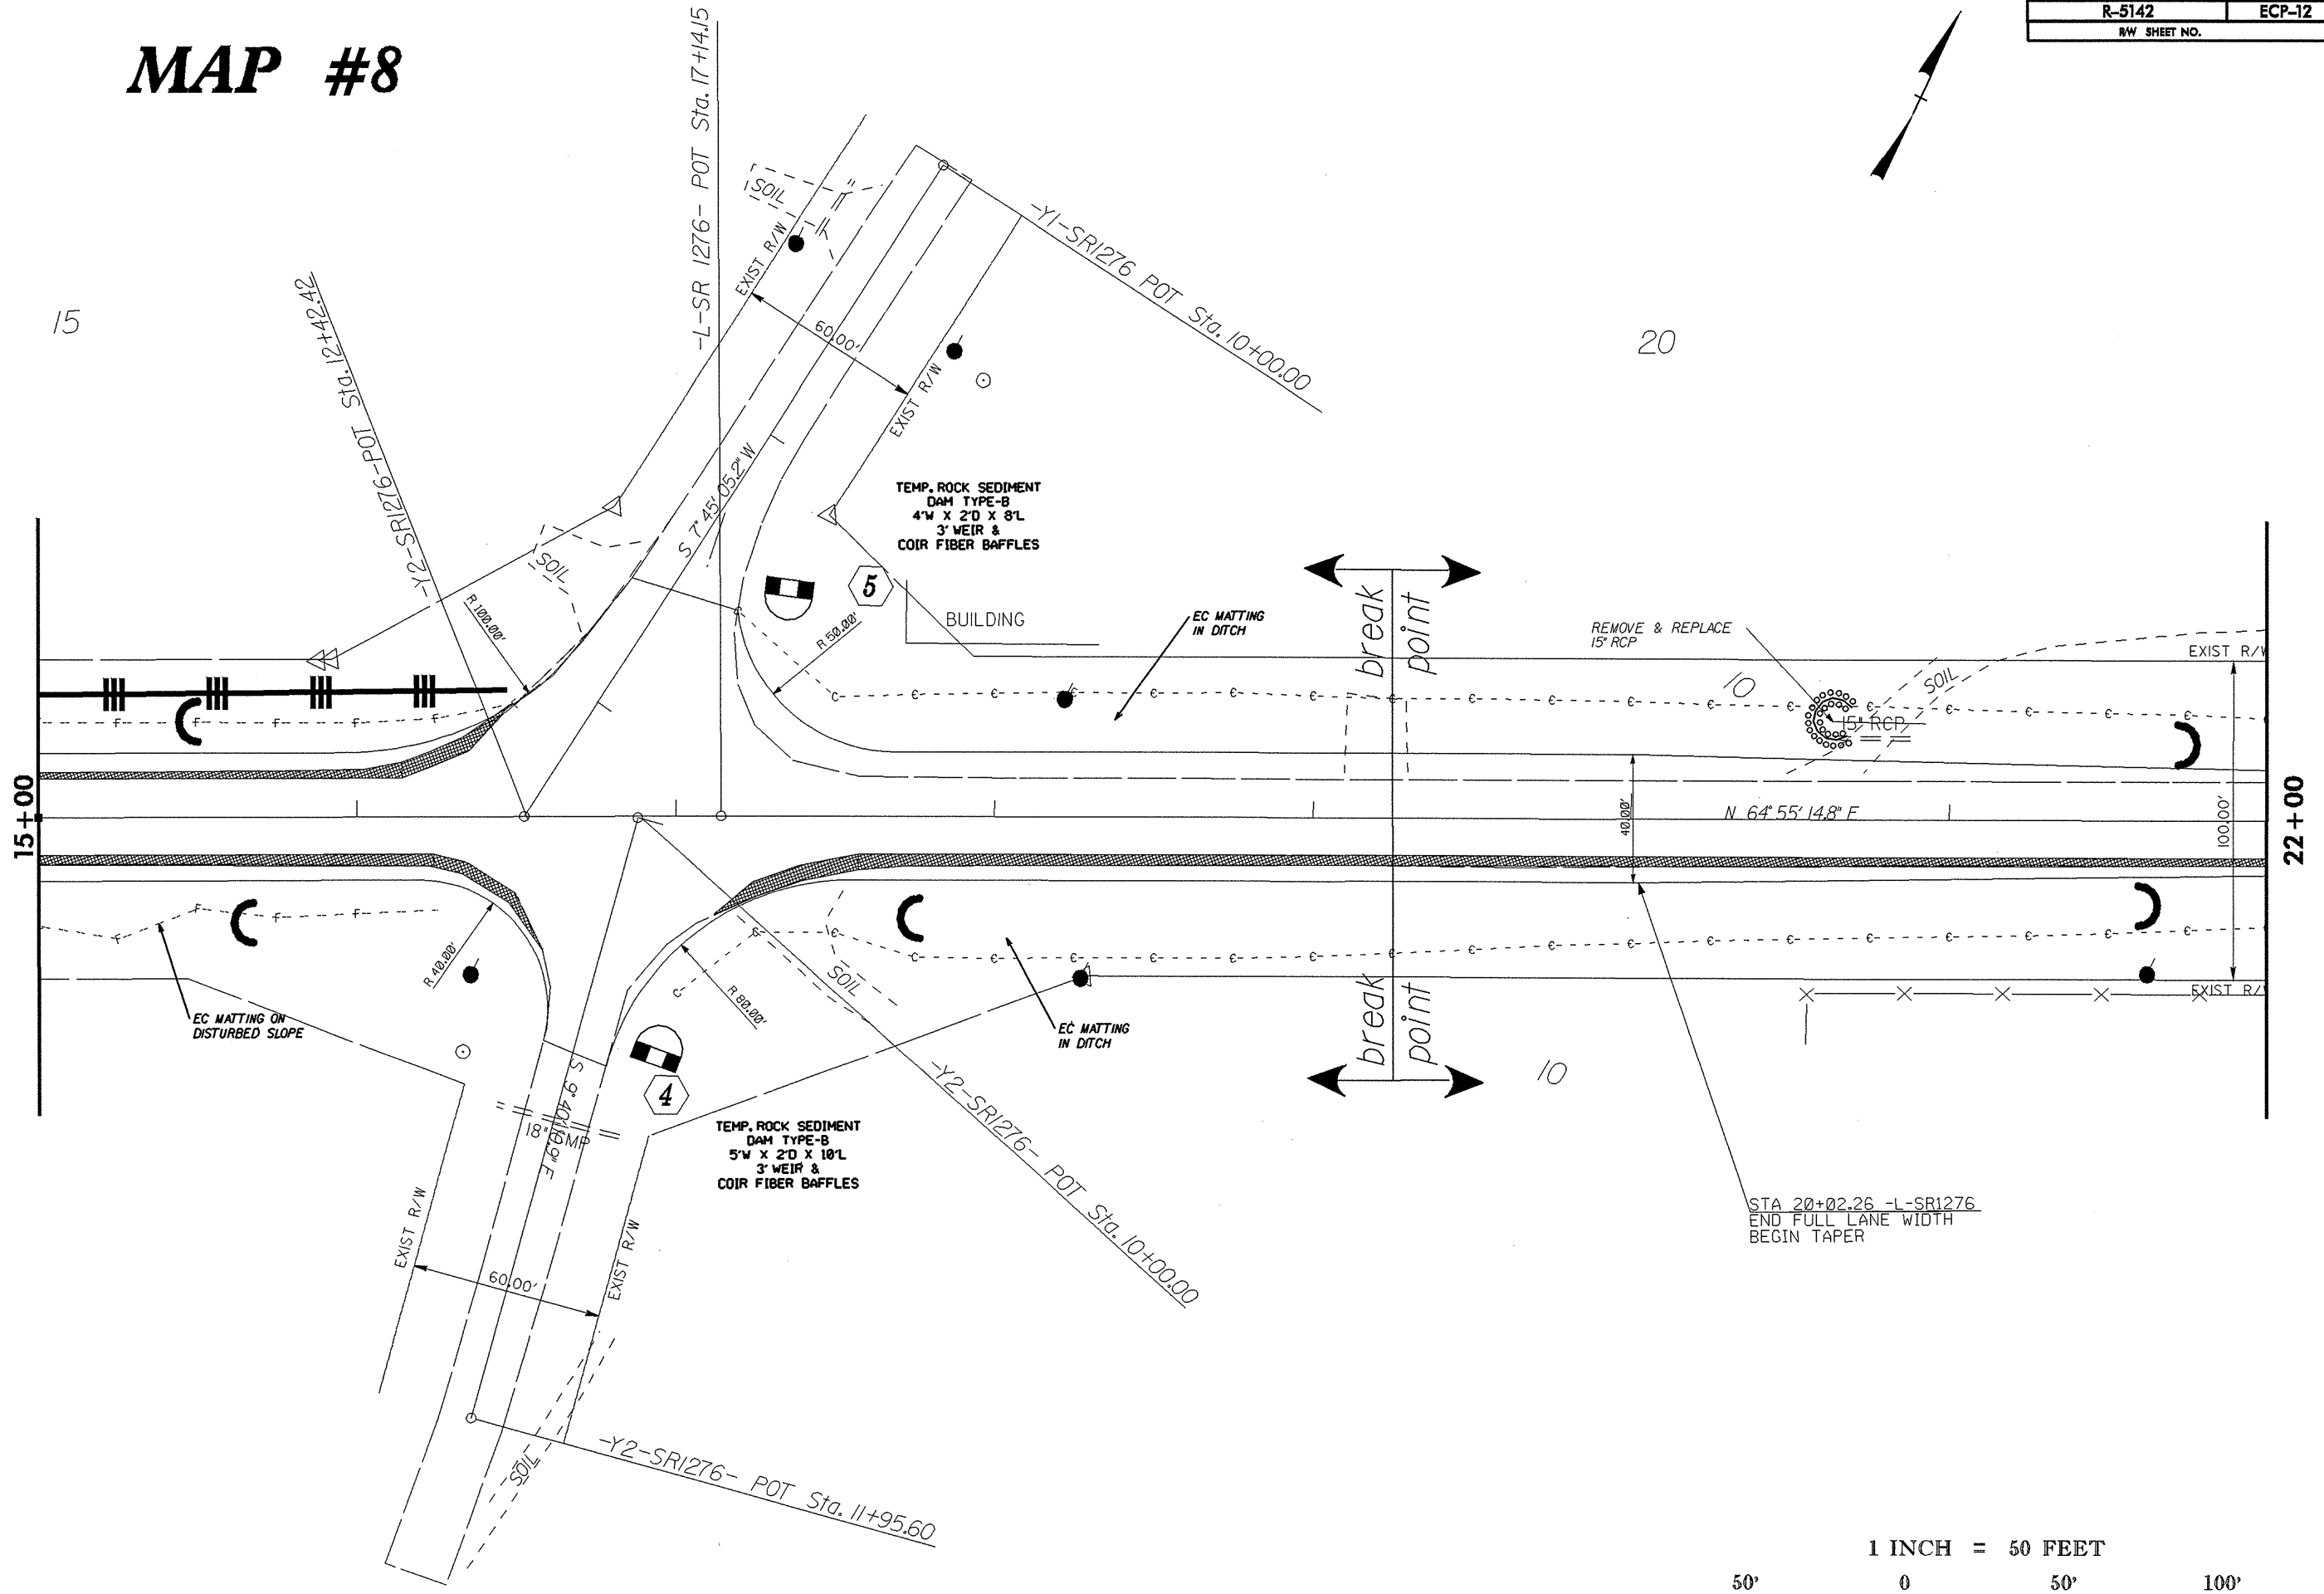 R-5142 ECP-12
R/W SHEET NO.
MAP #8
-L-SR 1276- POT Sta. 17+14.15
SOIL
EXIST R/W
-Y1-SR1276 POT Sta. 10+00.00
15
20
-Y2-SR1276-POT Sta. 12+42.42
60.00'
EXIST R/W
S 7° 45' 05.2" W
TEMP. ROCK SEDIMENT
DAM TYPE-B
4'W X 2'D X 8'L
3' WEIR &
COIR FIBER BAFFLES
SOIL
R 100.00'
5
R 50.00'
BUILDING
EC MATTING
IN DITCH
break point
REMOVE & REPLACE
15" RCP
EXIST R/W
10
SOIL
15" RCP
15+00
40.00'
N 64° 55' 14.8" E
100.00'
22+00
R 40.00'
EC MATTING ON
DISTURBED SLOPE
SOIL
R 80.00'
EC MATTING
IN DITCH
break point
EXIST R/
10
4
18" CMP
TEMP. ROCK SEDIMENT
DAM TYPE-B
5'W X 2'D X 10'L
3' WEIR &
COIR FIBER BAFFLES
-Y2-SR1276- POT Sta. 10+00.00
EXIST R/W
60.00'
EXIST R/W
STA 20+02.26 -L-SR1276
END FULL LANE WIDTH
BEGIN TAPER
SOIL
-Y2-SR1276- POT Sta. 11+95.60
1 INCH = 50 FEET
50' 0 50' 100'